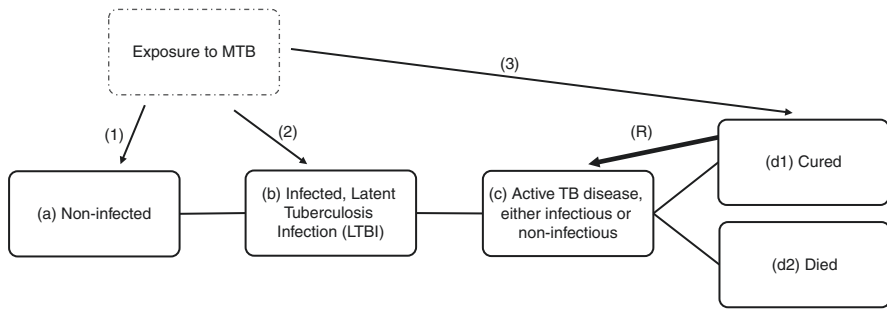 Exposure to MTB
(3)
(1)
(2)
(R)
(d1) Cured
(a) Non-infected
(b) Infected, Latent
Tuberculosis
Infection (LTBI)
(c) Active TB disease,
either infectious or
non-infectious
(d2) Died